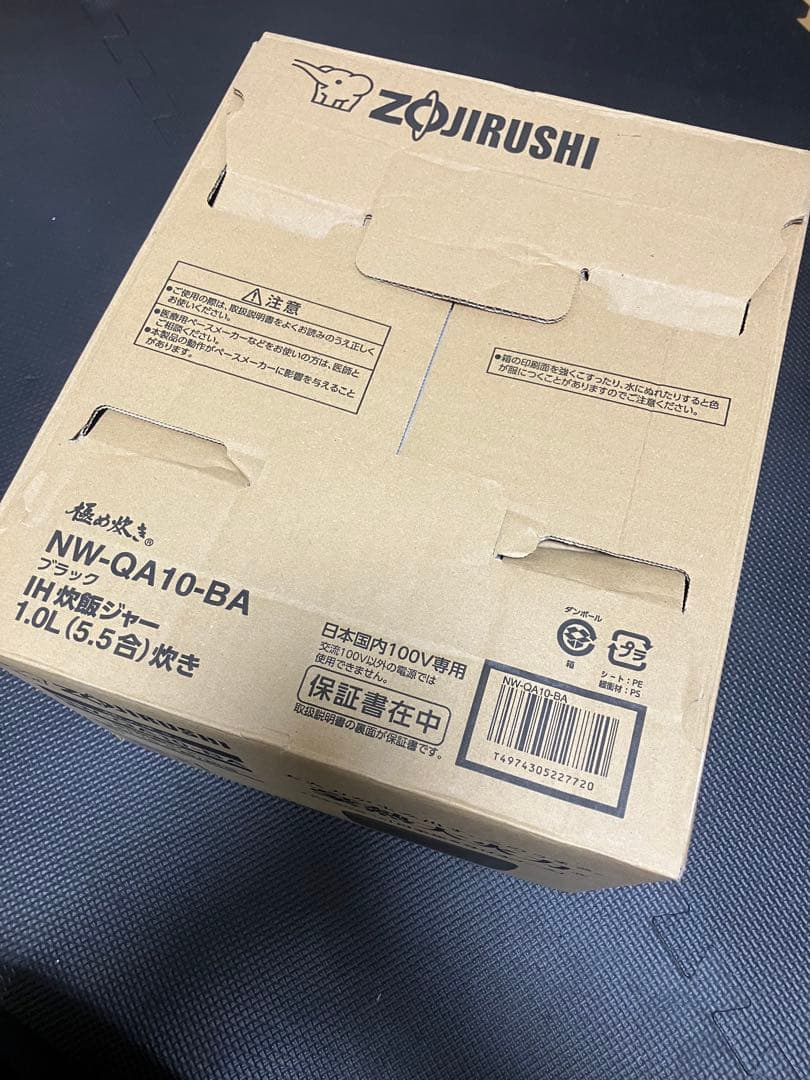 ZOJIRUSHI
注意
●ご使用の際は、取扱説明書をよくお読みのうえ正しく
お使いください。
●医療用ペースメーカーなどをお使いの方は、医師と
ご相談ください。
●本製品の動作がペースメーカーに影響を与えること
があります。
●箱の印刷面を強くこすったり、水にぬれたりすると色
が服につくことがありますのでご注意ください。
極め炊き®
NW-QA10-BA
ブラック
IH炊飯ジャー
1.0L(5.5合)炊き
日本国内100V専用
交流100V以外の電源では
使用できません。
保証書在中
取扱説明書の裏面が保証書です。
ダンボール
箱
プラ
シート:PE
緩衝材:PS
NW-QA10-BA
T4974305227720
ZOJIRUSHI